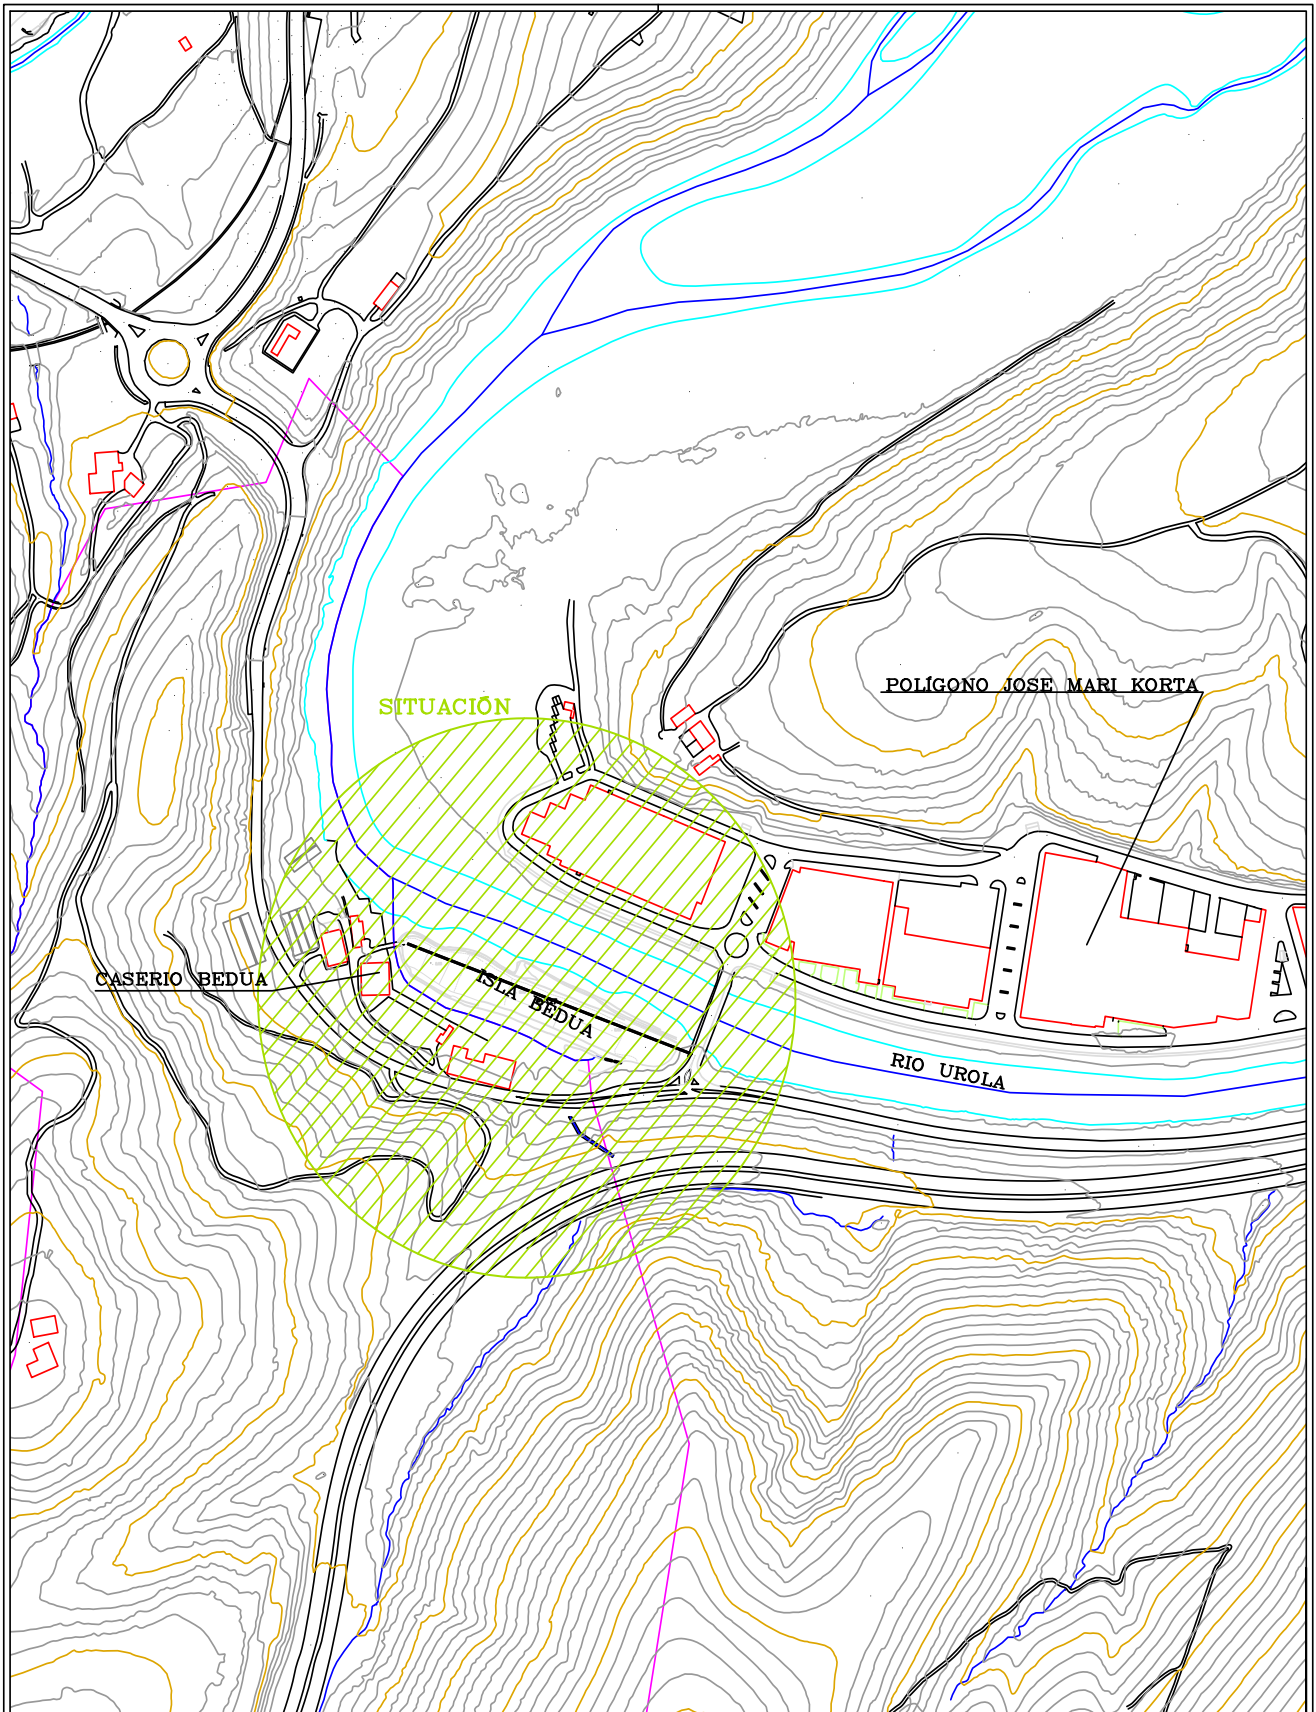 POLÍGONO JOSE MARI KORTA
SITUACIÓN
CASERIO BEDUA
ISLA BEDUA
RIO UROLA